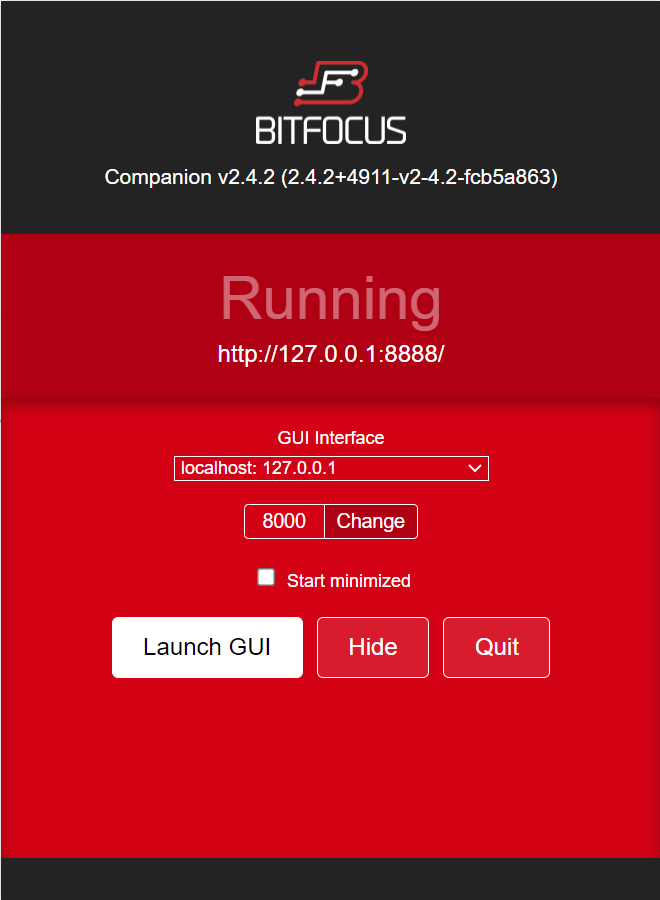 BITFOCUS
Companion v2.4.2 (2.4.2+4911-v2-4.2-fcb5a863)
Running
http://127.0.0.1:8888/
GUI Interface
localhost: 127.0.0.1
8000 Change
Start minimized
Launch GUI Hide Quit